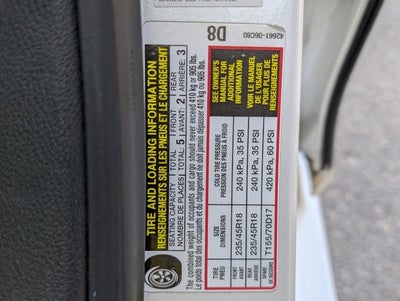 42661-06C80
D8
TIRE AND LOADING INFORMATION
RENSEIGNEMENTS SUR LES PNEUS ET LE CHARGEMENT
SEATING CAPACITY | TOTAL | FRONT | REAR
NOMBRE DE PLACES | TOTAL: 5 | AVANT: 2 | ARRIÈRE: 3
The combined weight of occupants and cargo should never exceed 410 kg or 905 lbs.
Le poids total des occupants et du chargement ne doit jamais dépasser 410 kg ou 905 lbs.
TIRE SIZE COLD TIRE PRESSURE
PNEU DIMENSIONS PRESSION DES PNEUS À FROID
FRONT
AVANT 235/45R18 240 kPa, 35 PSI
REAR
ARRIÈRE 235/45R18 240 kPa, 35 PSI
SPARE
DE SECOURS T155/70D17 420 kPa, 60 PSI
SEE OWNER'S
MANUAL FOR
ADDITIONAL
INFORMATION
VOIR LE MANUEL
DE L'USAGER
POUR PLUS DE
RENSEIGNEMENTS